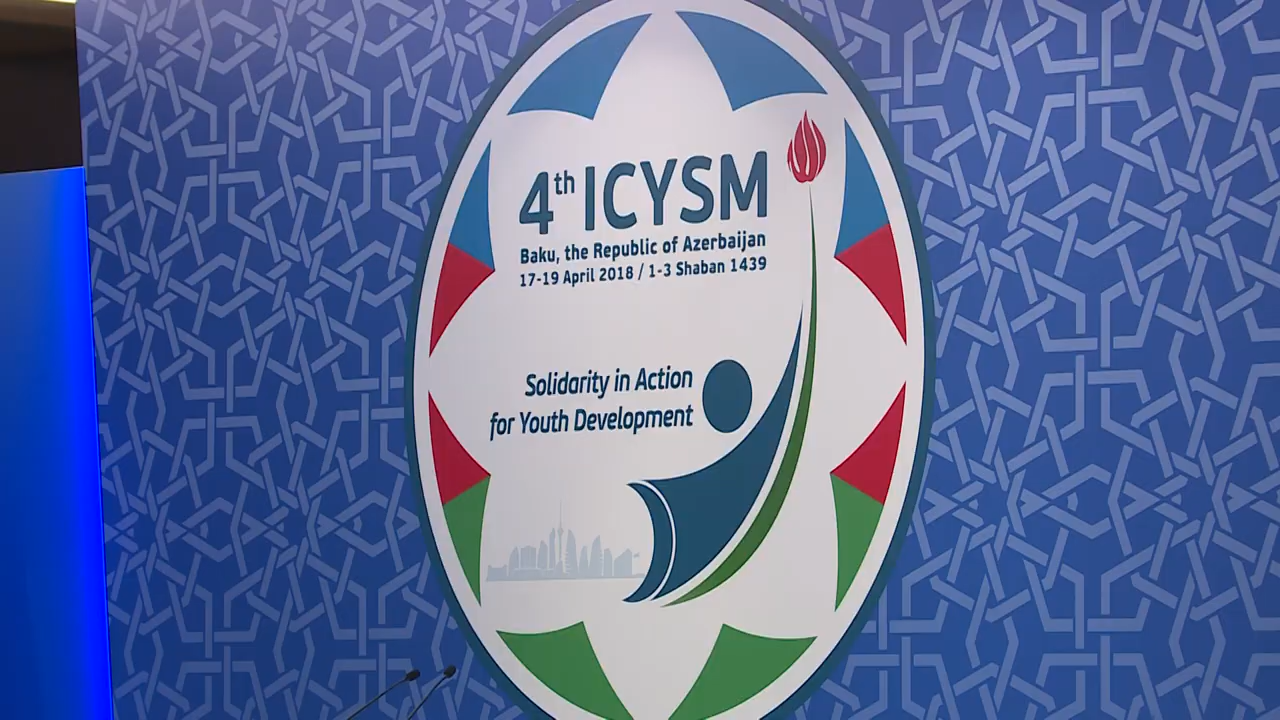 4th ICYSM
Baku, the Republic of Azerbaijan
17-19 April 2018 / 1-3 Shaban 1439
Solidarity in Action
for Youth Development